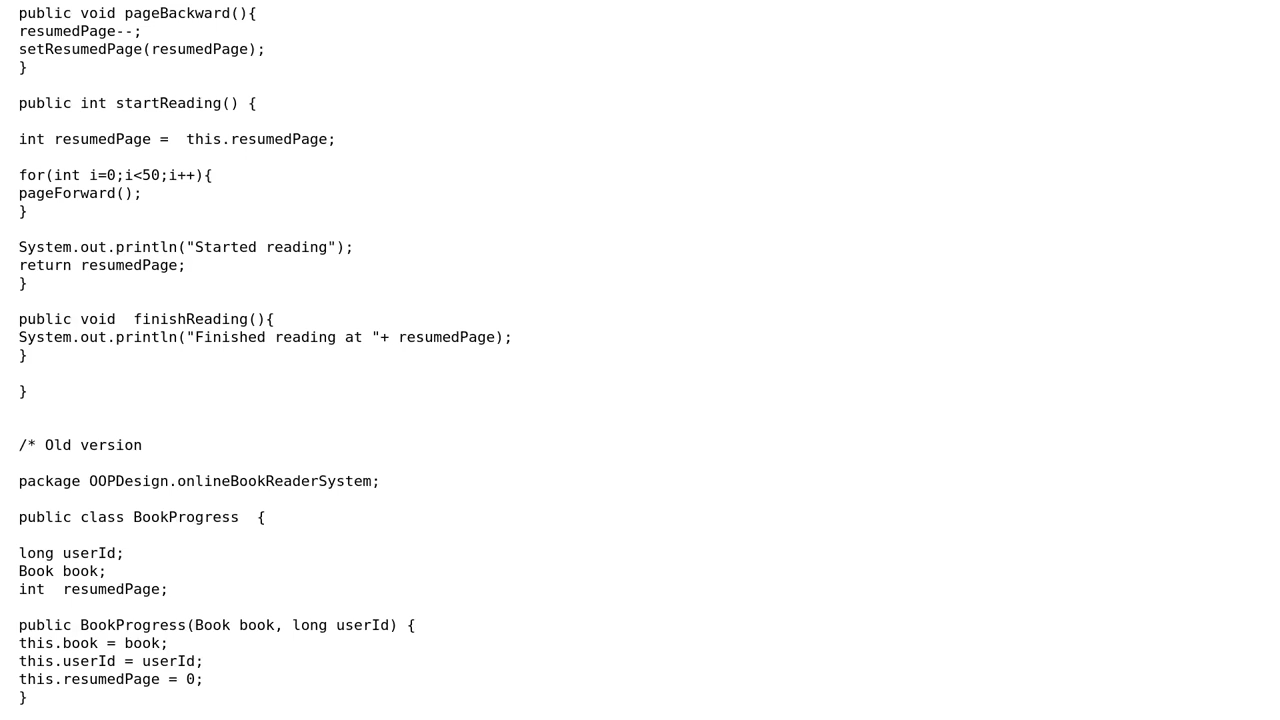 public void pageBackward(){
resumedPage--;
setResumedPage(resumedPage);
}
public int startReading() {
int resumedPage =  this.resumedPage;
for(int i=0;i<50;i++){
pageForward();
}
System.out.println("Started reading");
return resumedPage;
}
public void  finishReading(){
System.out.println("Finished reading at "+ resumedPage);
}
}
/* Old version
package OOPDesign.onlineBookReaderSystem;
public class BookProgress  {
long userId;
Book book;
int  resumedPage;
public BookProgress(Book book, long userId) {
this.book = book;
this.userId = userId;
this.resumedPage = 0;
}